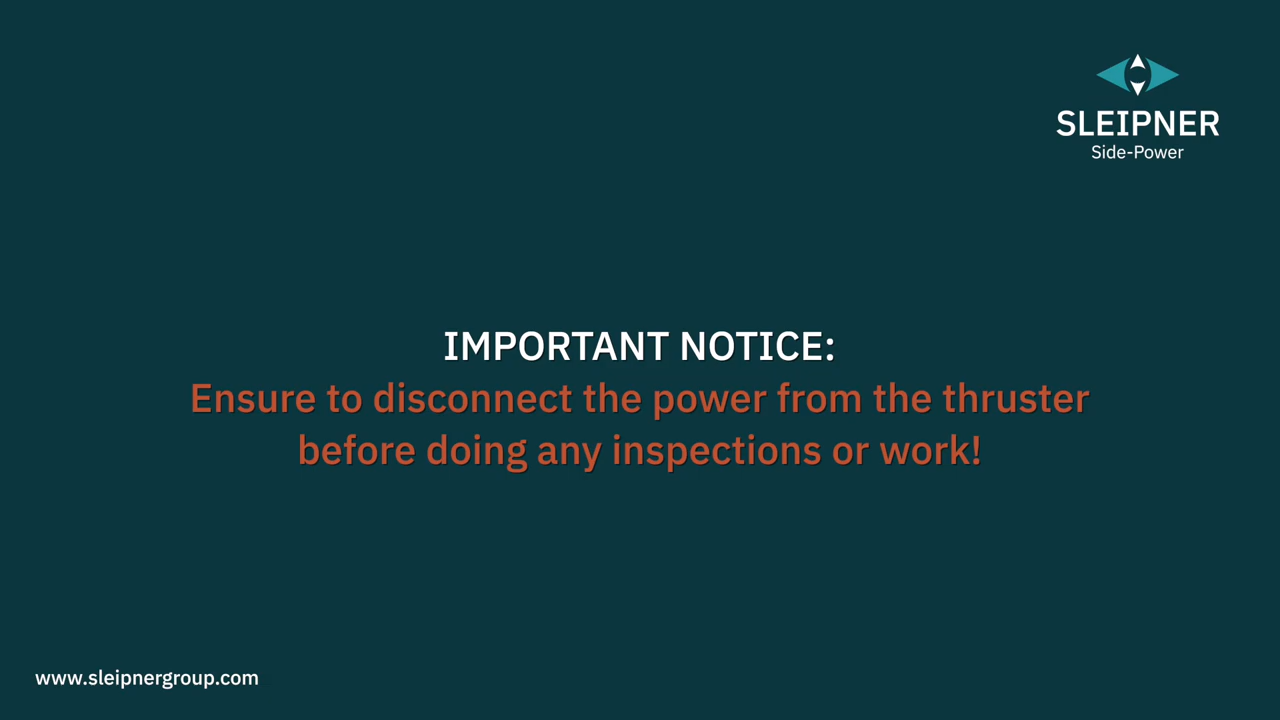 SLEIPNER
Side-Power
IMPORTANT NOTICE:
Ensure to disconnect the power from the thruster
before doing any inspections or work!
www.sleipnergroup.com